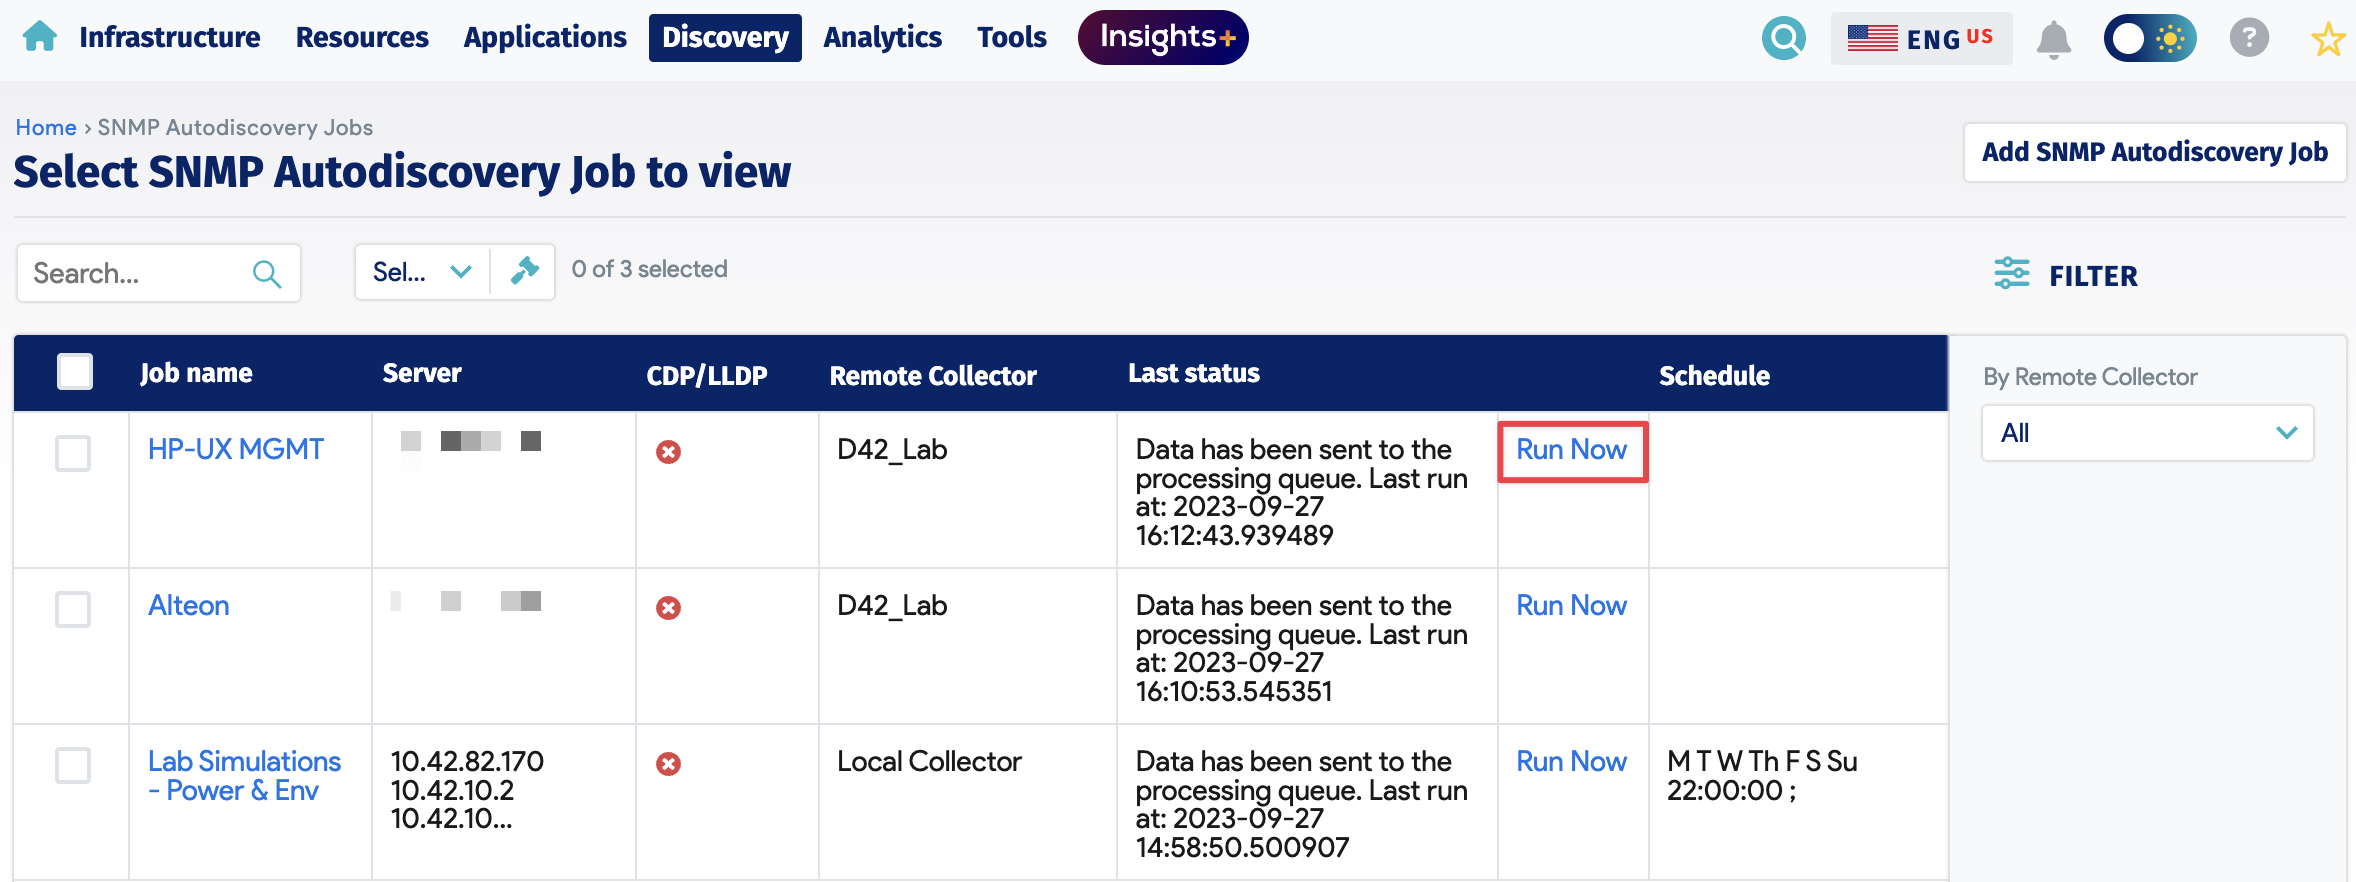 Infrastructure Resources Applications Discovery Analytics Tools Insights+ ENG US ?
Home › SNMP Autodiscovery Jobs
Select SNMP Autodiscovery Job to view
Add SNMP Autodiscovery Job
Search...
Sel...
0 of 3 selected
FILTER
Job name Server CDP/LLDP Remote Collector Last status Schedule
By Remote Collector
All
HP-UX MGMT
D42_Lab
Data has been sent to the
processing queue. Last run
at: 2023-09-27
16:12:43.939489
Run Now
Alteon
D42_Lab
Data has been sent to the
processing queue. Last run
at: 2023-09-27
16:10:53.545351
Run Now
Lab Simulations
- Power & Env
10.42.82.170
10.42.10.2
10.42.10...
Local Collector
Data has been sent to the
processing queue. Last run
at: 2023-09-27
14:58:50.500907
Run Now
M T W Th F S Su
22:00:00 ;